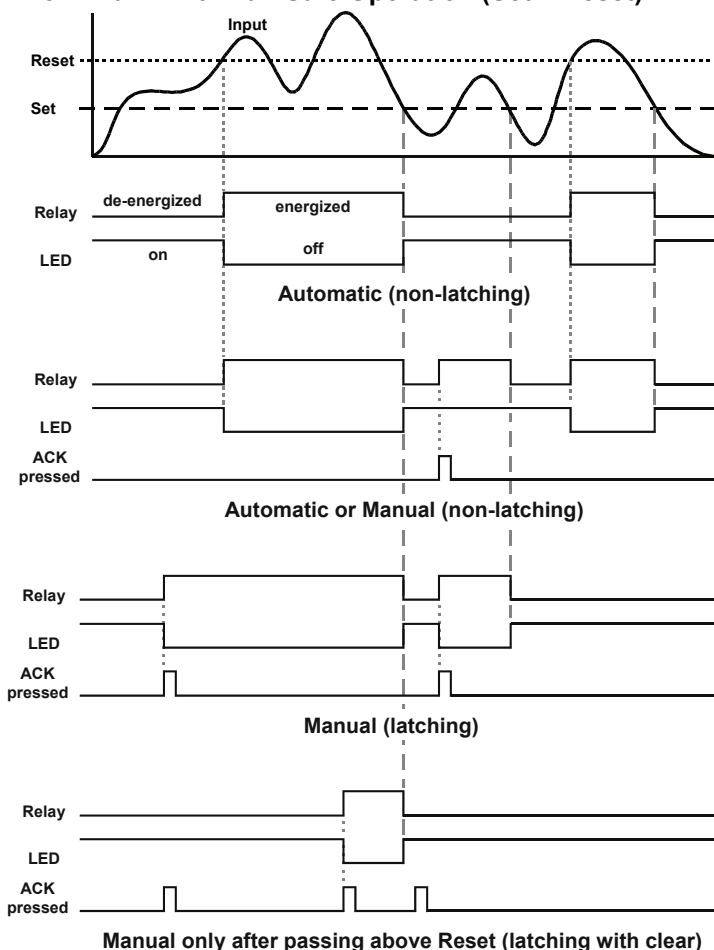 Input
Reset
Set
Relay
de-energized
energized
LED
on
off
Automatic (non-latching)
Relay
LED
ACK
pressed
Automatic or Manual (non-latching)
Relay
LED
ACK
pressed
Manual (latching)
Relay
LED
ACK
pressed
Manual only after passing above Reset (latching with clear)